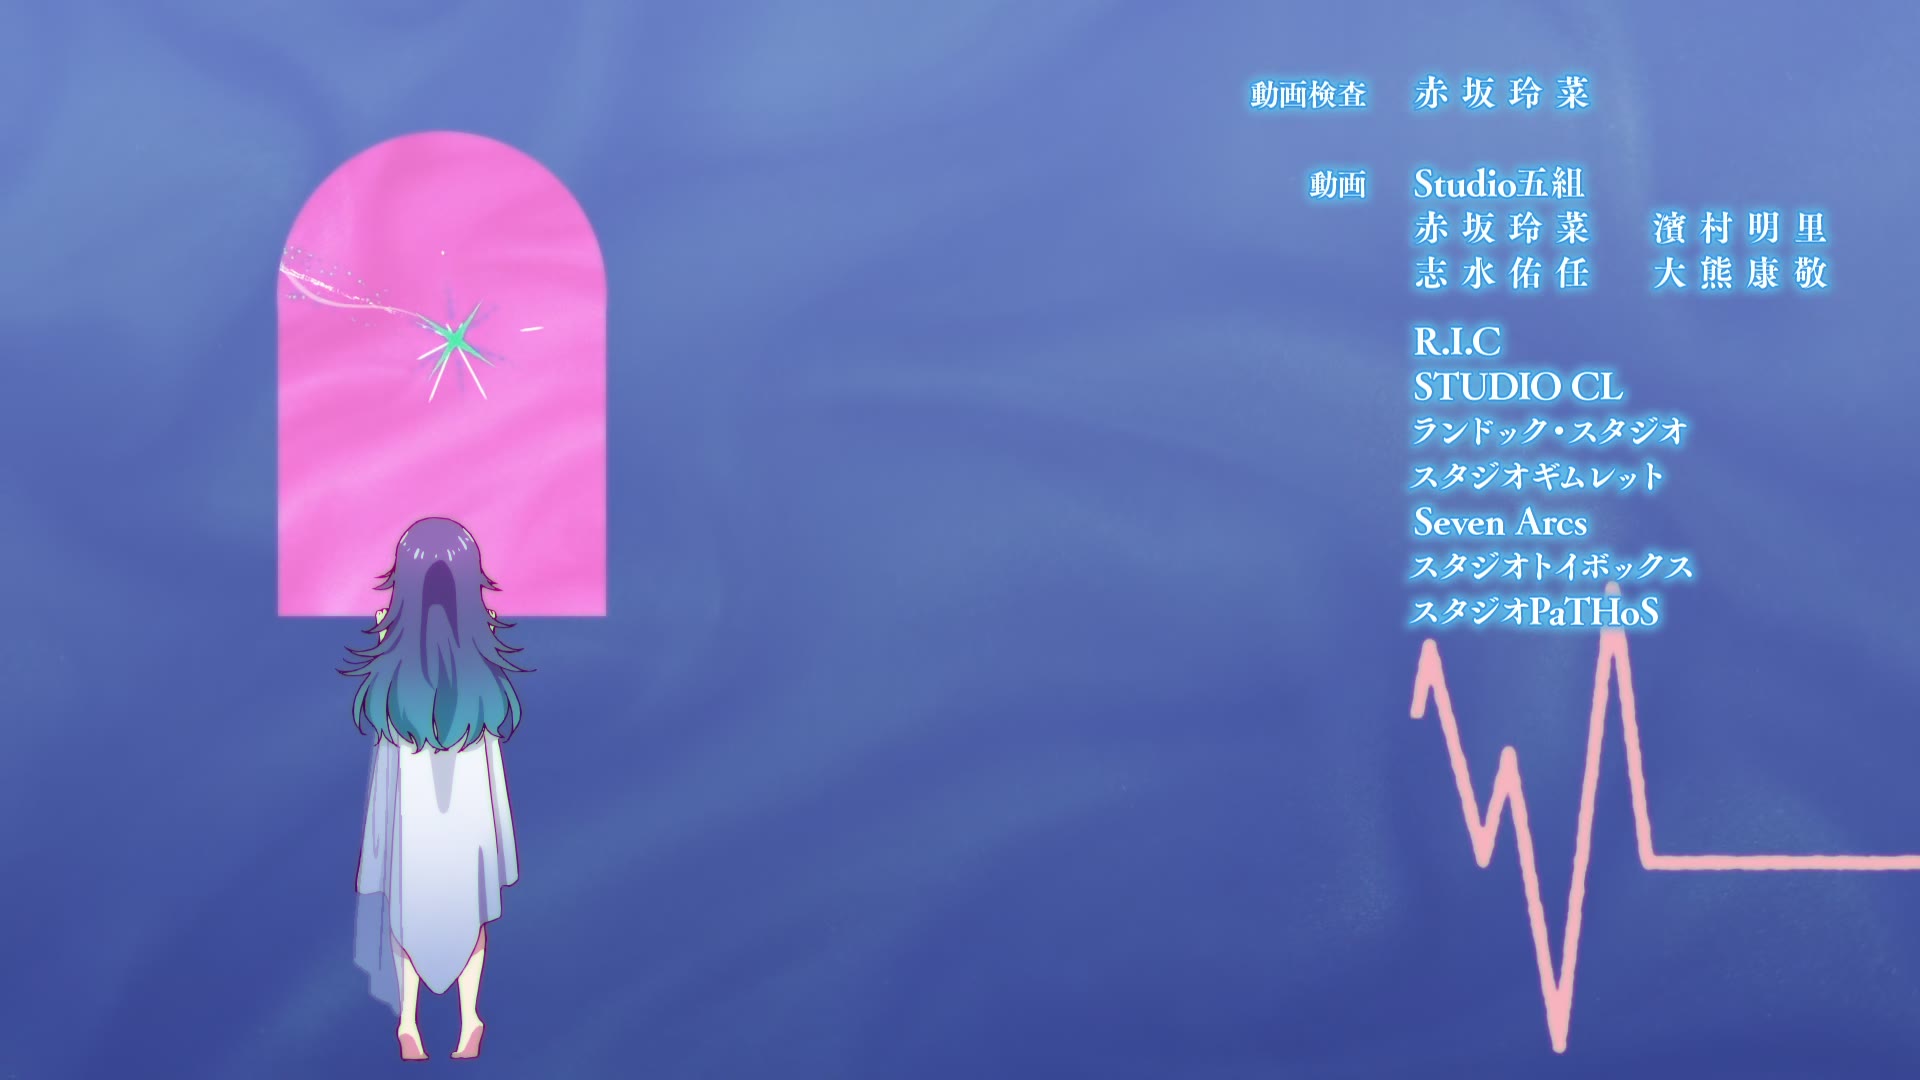 動画検査 赤坂玲菜
動画 Studio五組
赤坂玲菜 濱村明里
志水佑任 大熊康敬
R.I.C
STUDIO CL
ランドック・スタジオ
スタジオギムレット
Seven Arcs
スタジオトイボックス
スタジオPaTHoS